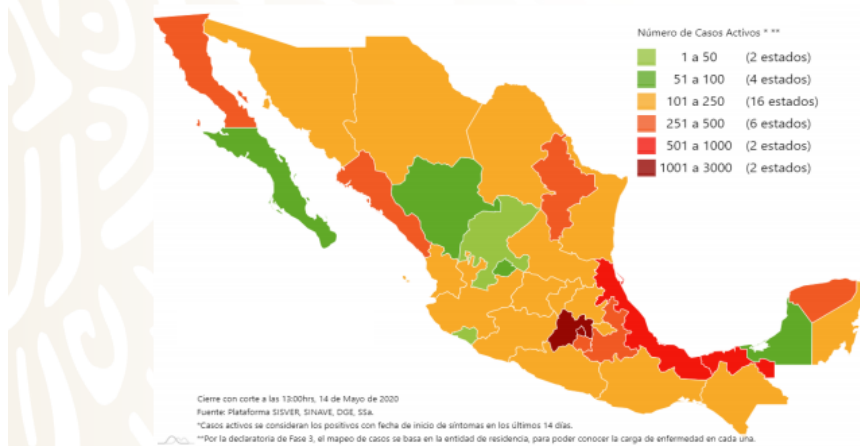 Número de Casos Activos * **
1 a 50 (2 estados)
51 a 100 (4 estados)
101 a 250 (16 estados)
251 a 500 (6 estados)
501 a 1000 (2 estados)
1001 a 3000 (2 estados)
Cierre con corte a las 13:00hrs, 14 de Mayo de 2020
Fuente: Plataforma SISVER, SINAVE, DGE, SSa.
*Casos activos se consideran los positivos con fecha de inicio de síntomas en los últimos 14 días.
**Por la declaratoria de Fase 3, el mapeo de casos se basa en la entidad de residencia, para poder conocer la carga de enfermedad en cada una.